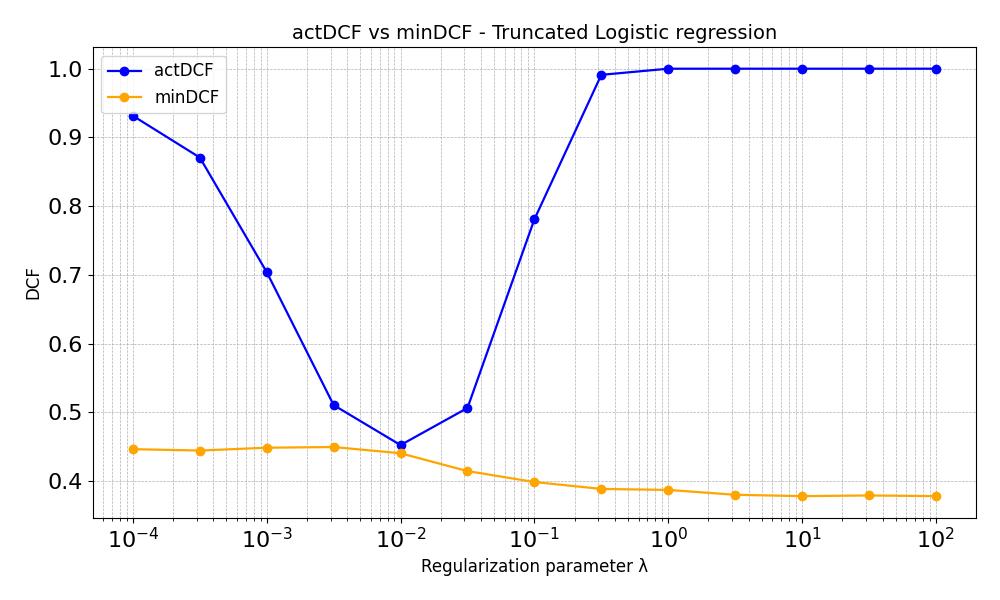 actDCF vs minDCF - Truncated Logistic regression
actDCF
minDCF
DCF
1.0
0.9
0.8
0.7
0.6
0.5
0.4
10⁻⁴ 10⁻³ 10⁻² 10⁻¹ 10⁰ 10¹ 10²
Regularization parameter λ